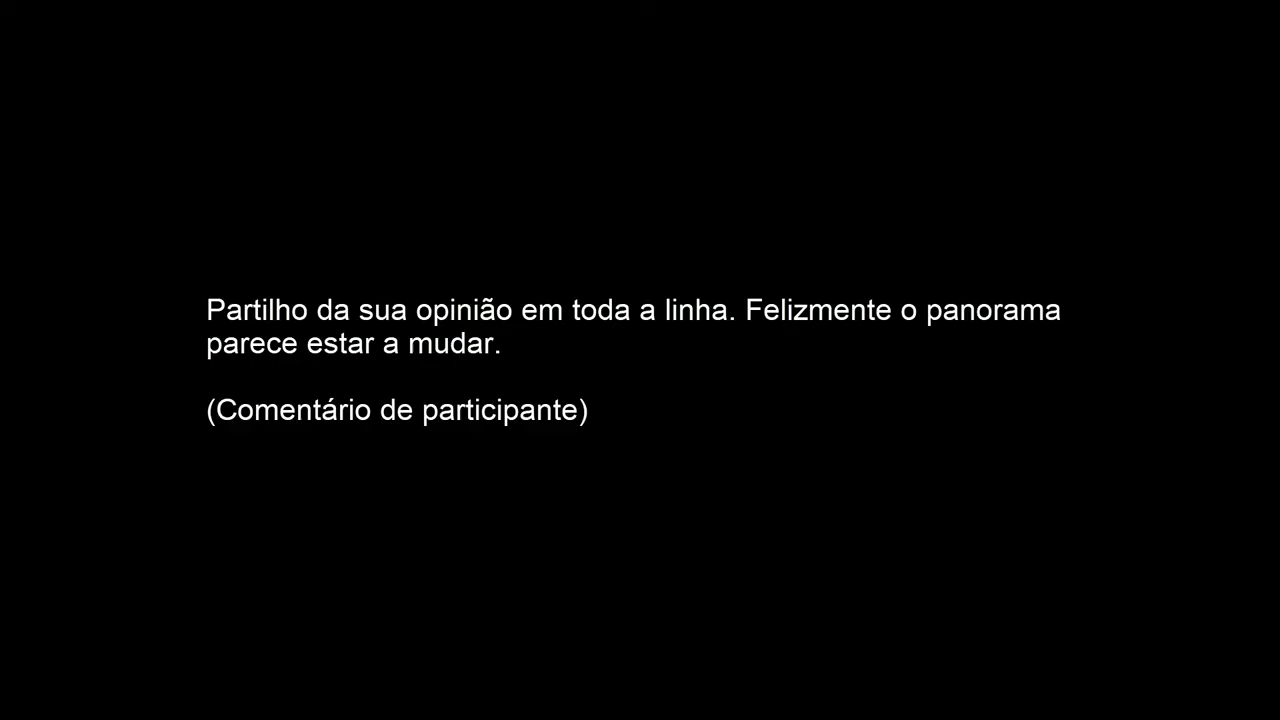 Partilho da sua opinião em toda a linha. Felizmente o panorama
parece estar a mudar.
(Comentário de participante)